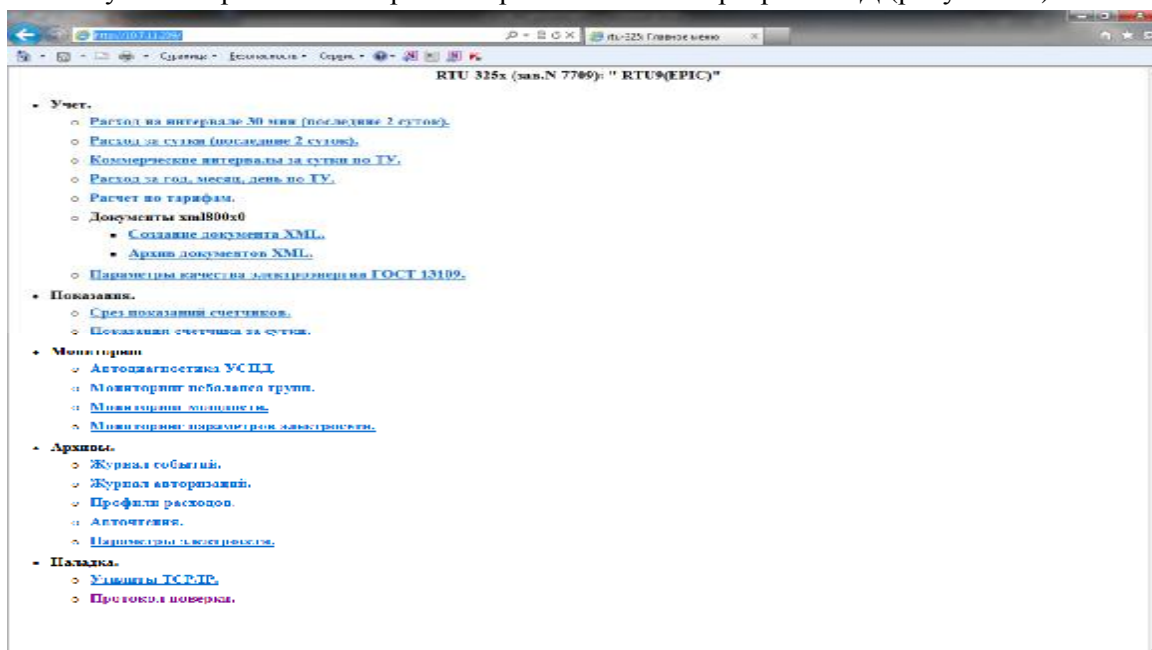 RTU 325x (зав.N 7709): " RTU9(EPIC)"
Учет.
Расход на интервале 30 мин (последние 2 суток).
Расход за сутки (последние 2 суток).
Коммерческие интервалы за сутки по ТУ.
Расход за год, месяц, день по ТУ.
Расчет по тарифам.
Документы xml800x0
Создание документа XML.
Архив документов XML.
Параметры качества электроэнергии ГОСТ 13109.
Показания.
Срез показаний счетчиков.
Показания счетчика за сутки.
Мониторинг
Автодиагностика УСПД
Мониторинг небаланса групп.
Мониторинг мощности.
Мониторинг параметров электросети.
Архивы.
Журнал событий.
Журнал авторизаций.
Профили расходов.
Авточтения.
Параметры электросети.
Наладка.
Утилиты TCP/IP.
Протокол поверки.